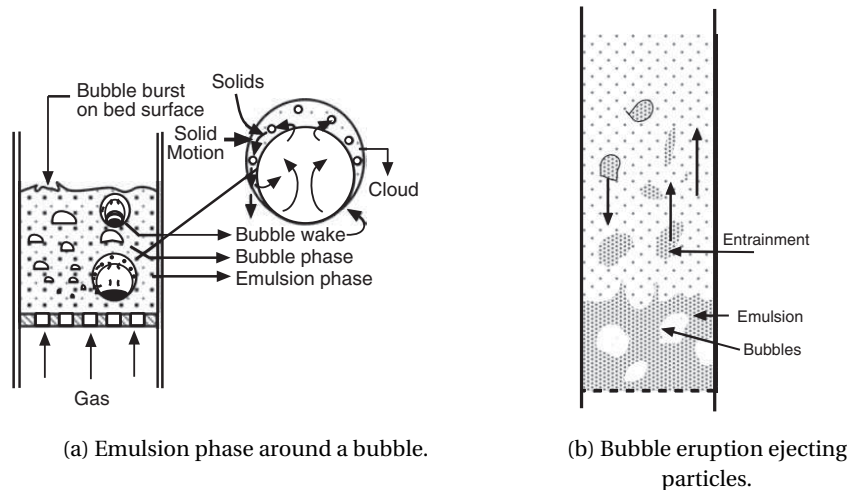 Bubble burst
on bed surface
Solids
Solid
Motion
Cloud
Bubble wake
Bubble phase
Emulsion phase
Gas
(a) Emulsion phase around a bubble.
Entrainment
Emulsion
Bubbles
(b) Bubble eruption ejecting
particles.